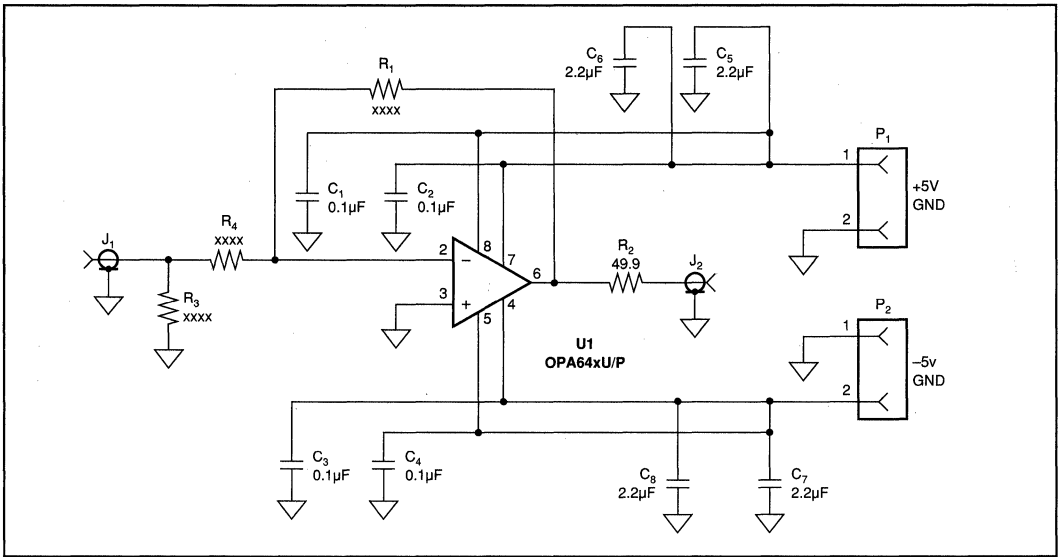 C6
2.2µF
C5
2.2µF
R1
xxxx
P1
1
+5V
GND
2
C1
0.1µF
C2
0.1µF
R4
xxxx
J1
R3
xxxx
2
−
8
7
6
3
+
4
5
R2
49.9
J2
U1
OPA64xU/P
P2
1
−5v
GND
2
C3
0.1µF
C4
0.1µF
C8
2.2µF
C7
2.2µF